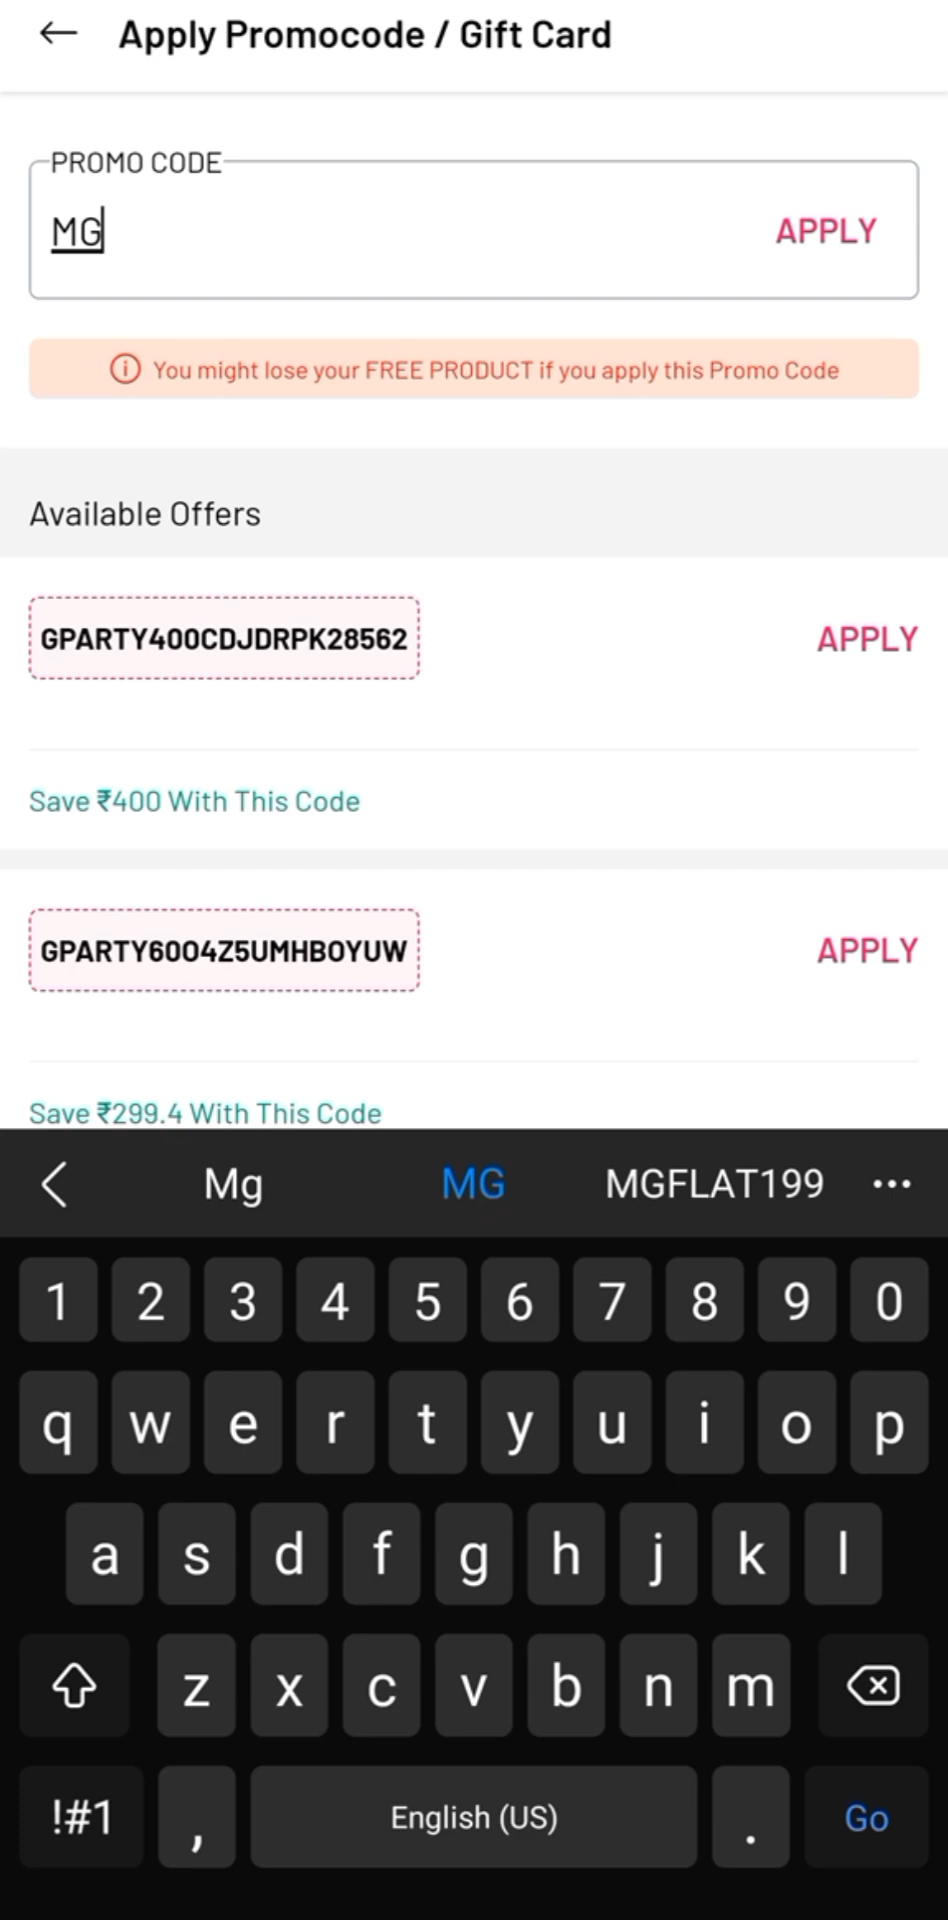 Apply Promocode / Gift Card
PROMO CODE
MG
APPLY
You might lose your FREE PRODUCT if you apply this Promo Code
Available Offers
GPARTY400CDJDRPK28562
APPLY
Save ₹400 With This Code
GPARTY6004Z5UMHBOYUW
APPLY
Save ₹299.4 With This Code
Mg MG MGFLAT199
1 2 3 4 5 6 7 8 9 0
q w e r t y u i o p
a s d f g h j k l
z x c v b n m
!#1 , English (US) . Go